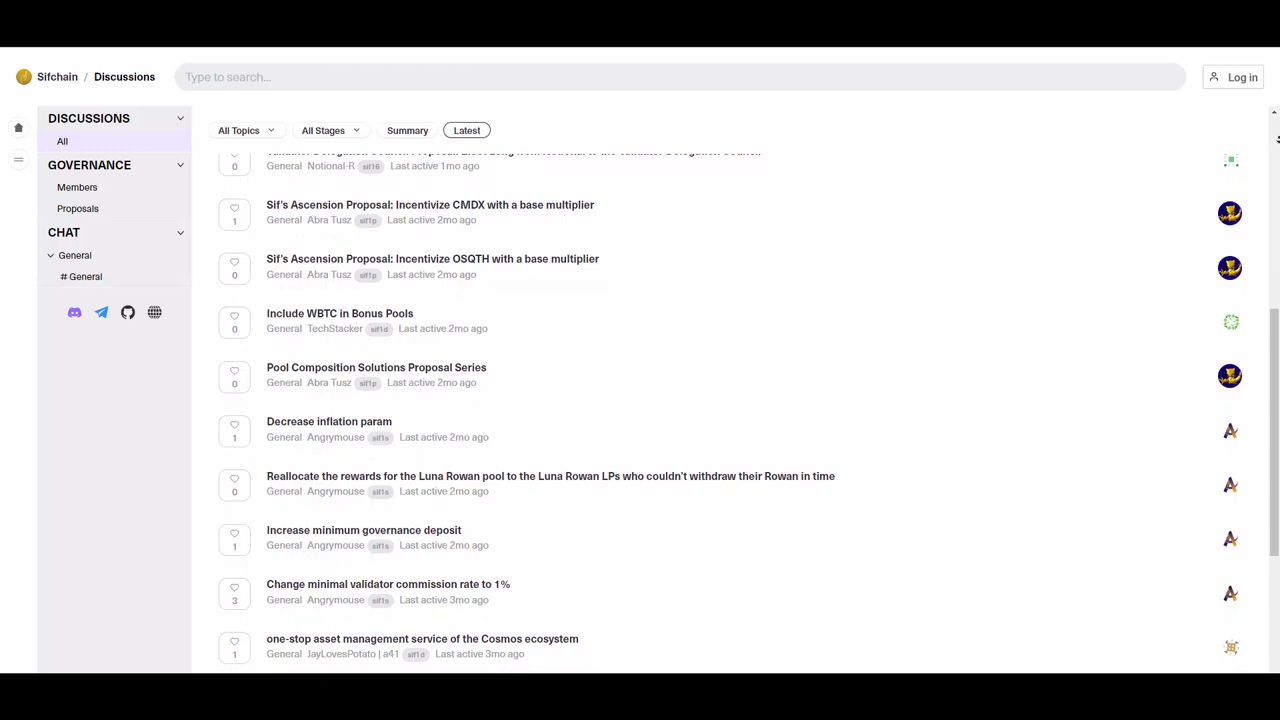 Sifchain / Discussions
Type to search...
Log in
DISCUSSIONS
All
GOVERNANCE
Members
Proposals
CHAT
General
# General
All Topics
All Stages
Summary
Latest
0
General Notional-R sif16 Last active 1mo ago
Sif's Ascension Proposal: Incentivize CMDX with a base multiplier
1
General Abra Tusz sif1p Last active 2mo ago
Sif's Ascension Proposal: Incentivize OSQTH with a base multiplier
0
General Abra Tusz sif1p Last active 2mo ago
Include WBTC in Bonus Pools
0
General TechStacker sif1d Last active 2mo ago
Pool Composition Solutions Proposal Series
0
General Abra Tusz sif1p Last active 2mo ago
Decrease inflation param
1
General Angrymouse sif1s Last active 2mo ago
Reallocate the rewards for the Luna Rowan pool to the Luna Rowan LPs who couldn't withdraw their Rowan in time
0
General Angrymouse sif1s Last active 2mo ago
Increase minimum governance deposit
1
General Angrymouse sif1s Last active 2mo ago
Change minimal validator commission rate to 1%
3
General Angrymouse sif1s Last active 3mo ago
one-stop asset management service of the Cosmos ecosystem
1
General JayLovesPotato | a41 sif1d Last active 3mo ago